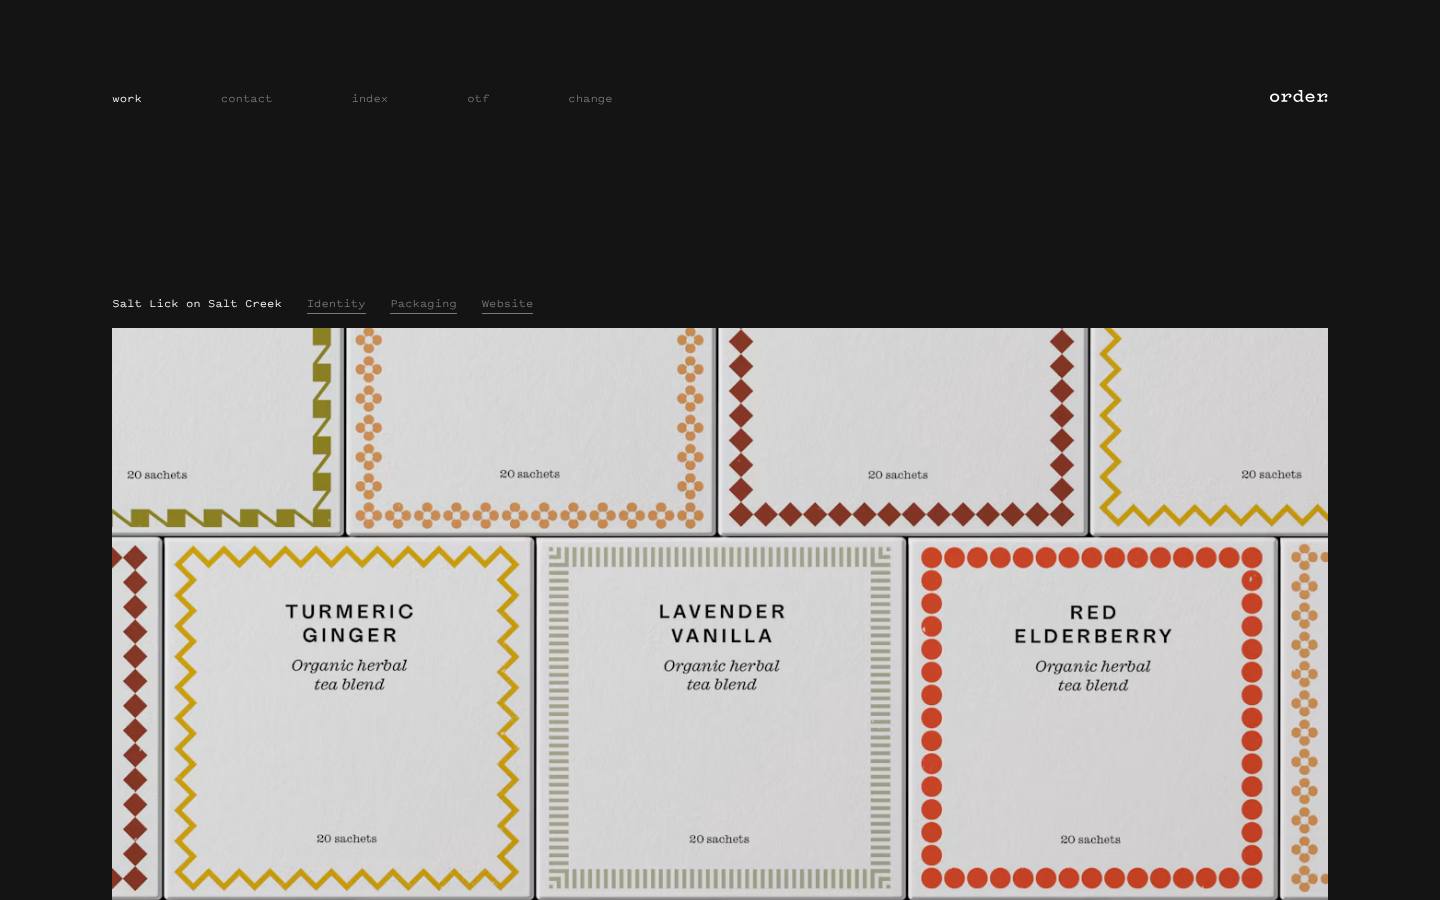 work contact index otf change order.
Salt Lick on Salt Creek Identity Packaging Website
20 sachets
20 sachets
20 sachets
20 sachets
TURMERIC
GINGER
Organic herbal
tea blend
20 sachets
LAVENDER
VANILLA
Organic herbal
tea blend
20 sachets
RED
ELDERBERRY
Organic herbal
tea blend
20 sachets